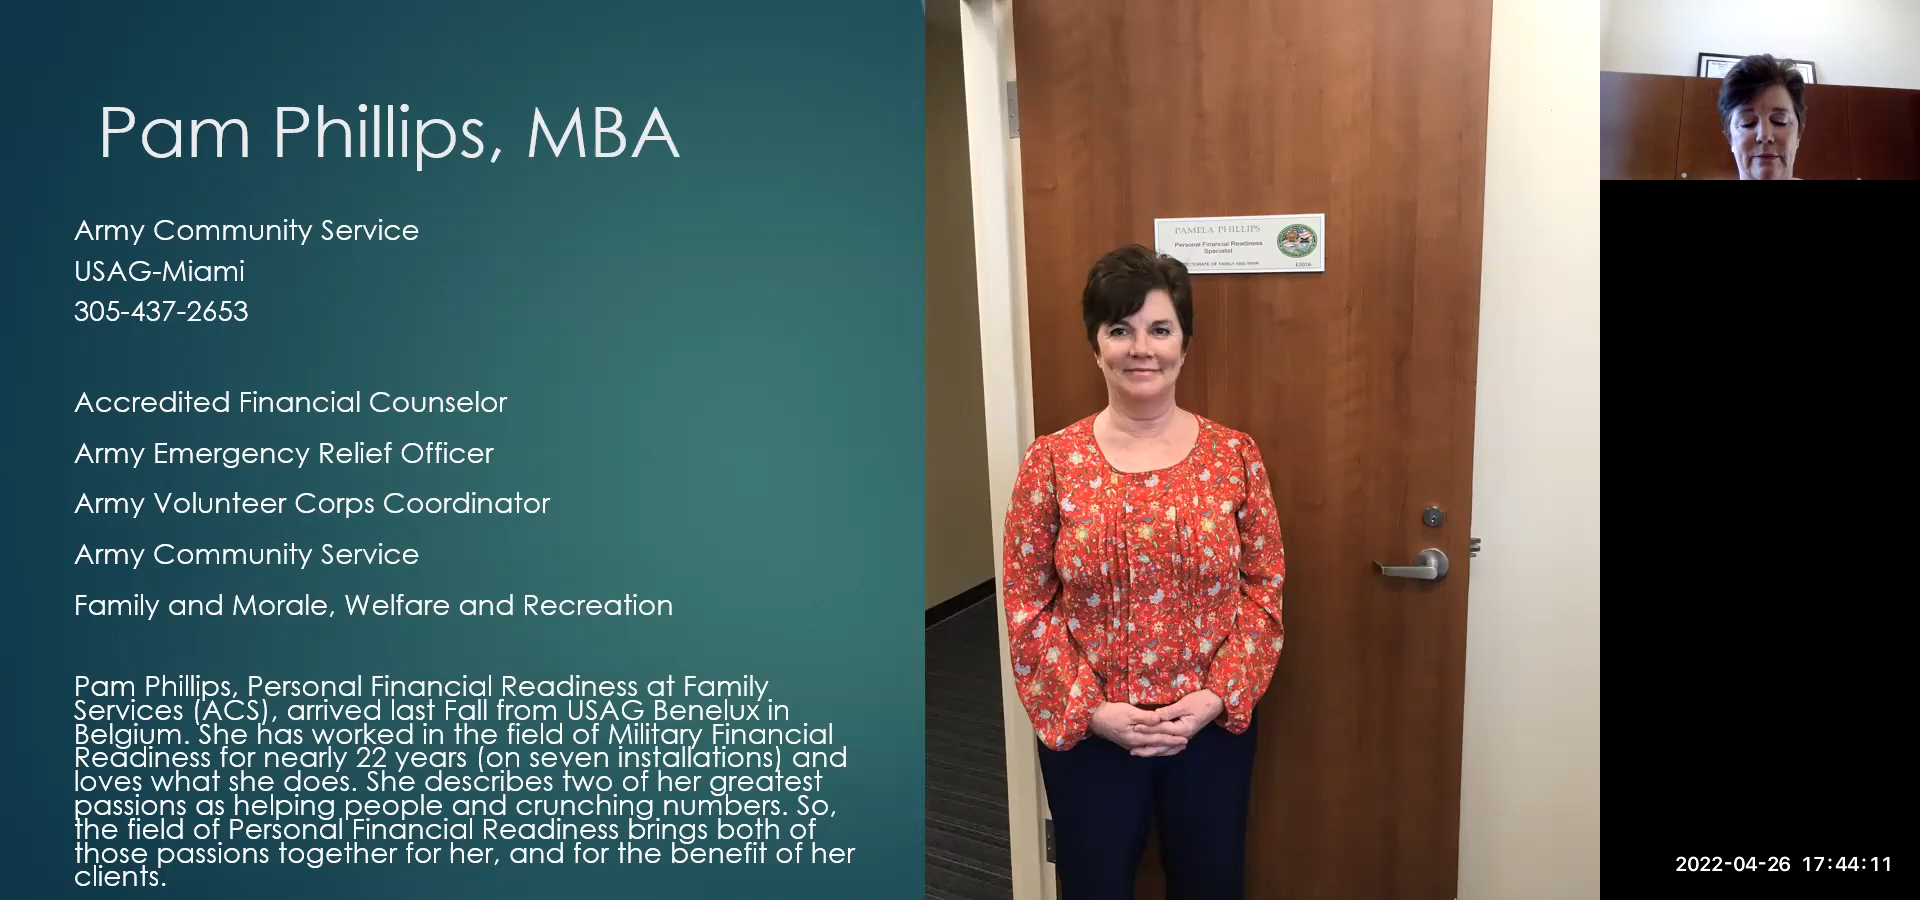 Pam Phillips, MBA
Army Community Service
USAG-Miami
305-437-2653
Accredited Financial Counselor
Army Emergency Relief Officer
Army Volunteer Corps Coordinator
Army Community Service
Family and Morale, Welfare and Recreation
Pam Phillips, Personal Financial Readiness at Family
Services (ACS), arrived last Fall from USAG Benelux in
Belgium. She has worked in the field of Military Financial
Readiness for nearly 22 years (on seven installations) and
loves what she does. She describes two of her greatest
passions as helping people and crunching numbers. So,
the field of Personal Financial Readiness brings both of
those passions together for her, and for the benefit of her
clients.
PAMELA PHILLIPS
Personal Financial Readiness
Specialist
OF FAMILY AND MWR
E2016
2022-04-26 17:44:11